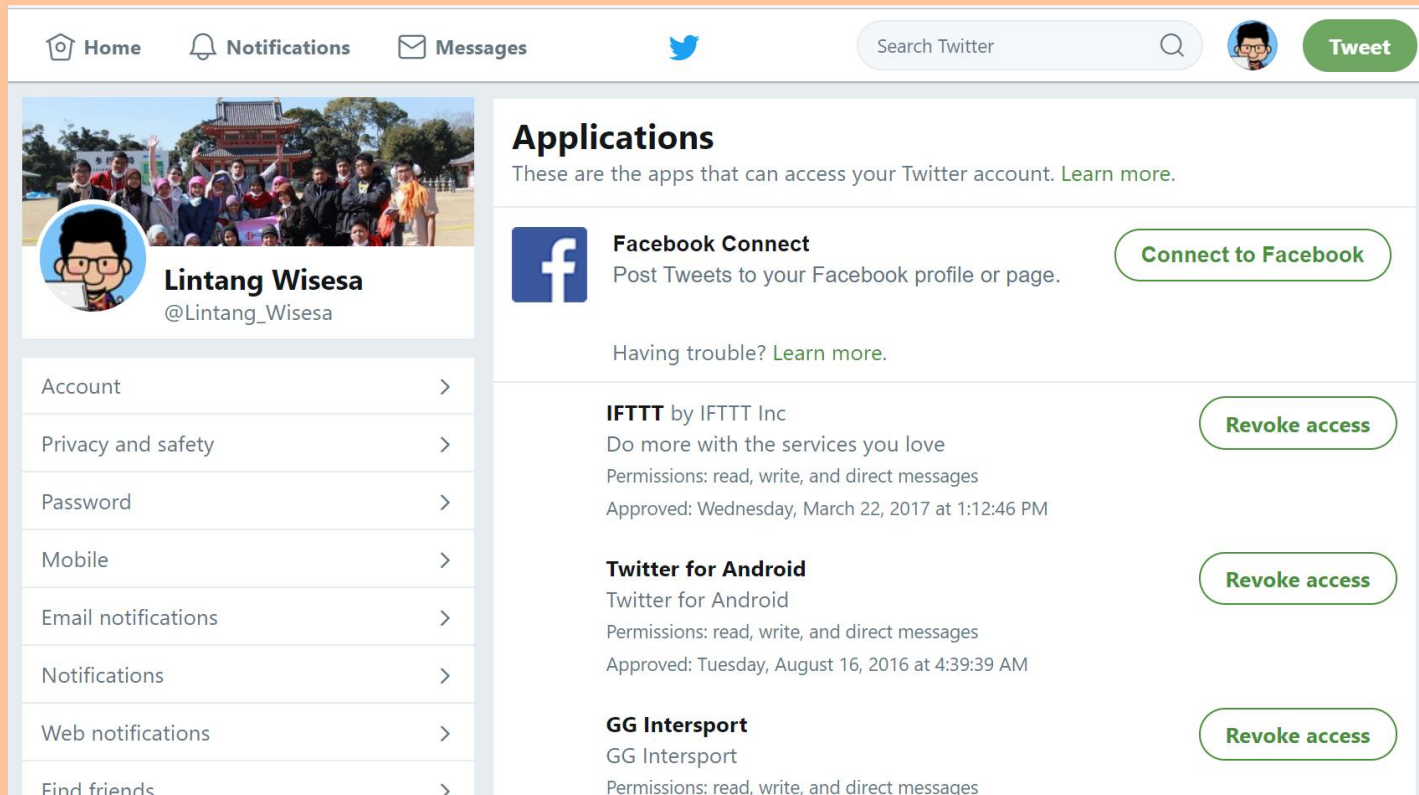 Home Notifications Messages Search Twitter Tweet
Lintang Wisesa
@Lintang_Wisesa
Account
Privacy and safety
Password
Mobile
Email notifications
Notifications
Web notifications
Find friends
Applications
These are the apps that can access your Twitter account. Learn more.
Facebook Connect
Post Tweets to your Facebook profile or page.
Connect to Facebook
Having trouble? Learn more.
IFTTT by IFTTT Inc
Do more with the services you love
Permissions: read, write, and direct messages
Approved: Wednesday, March 22, 2017 at 1:12:46 PM
Revoke access
Twitter for Android
Twitter for Android
Permissions: read, write, and direct messages
Approved: Tuesday, August 16, 2016 at 4:39:39 AM
Revoke access
GG Intersport
GG Intersport
Permissions: read, write, and direct messages
Revoke access